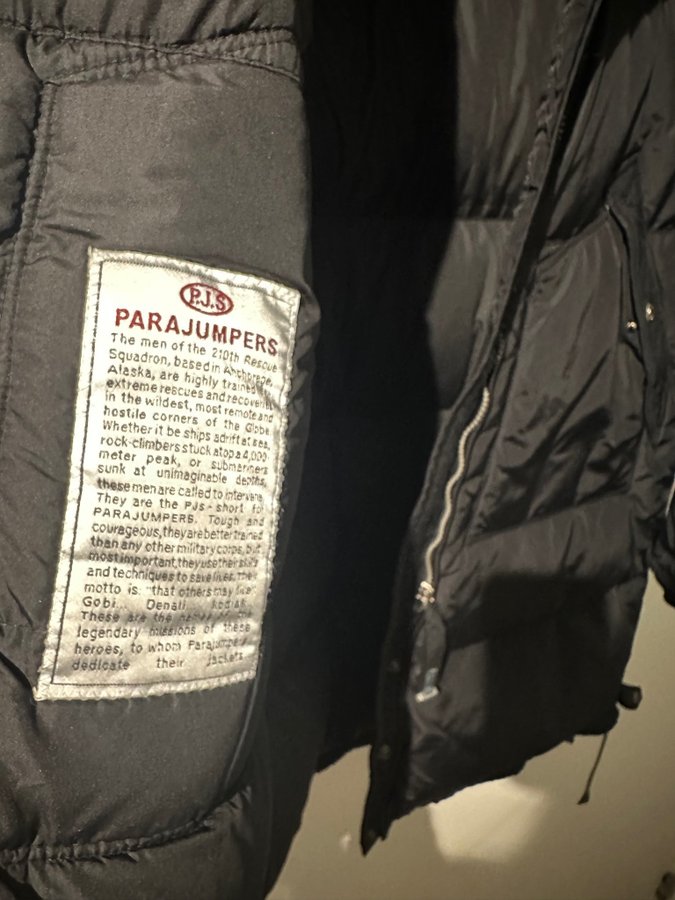 P.J.S
PARAJUMPERS
The men of the 210th Rescue
Squadron, based in Anchorage,
Alaska, are highly trained
extreme rescues and recoveries
in the wildest, most remote and
hostile corners of the Globe.
Whether it be ships adrift at sea,
rock-climbers stuck atop a 4,000
meter peak, or submariners
sunk at unimaginable depths,
these men are called to intervene.
They are the PJs - short for
PARAJUMPERS. Tough and
courageous, they are better trained
than any other military corps, but
most important, they use their skills
and techniques to save lives. Their
motto is: "that others may live"
Gobi... Denali Kodiak...
These are the names of the
legendary missions of these
heroes, to whom Parajumpers
dedicate their jackets.